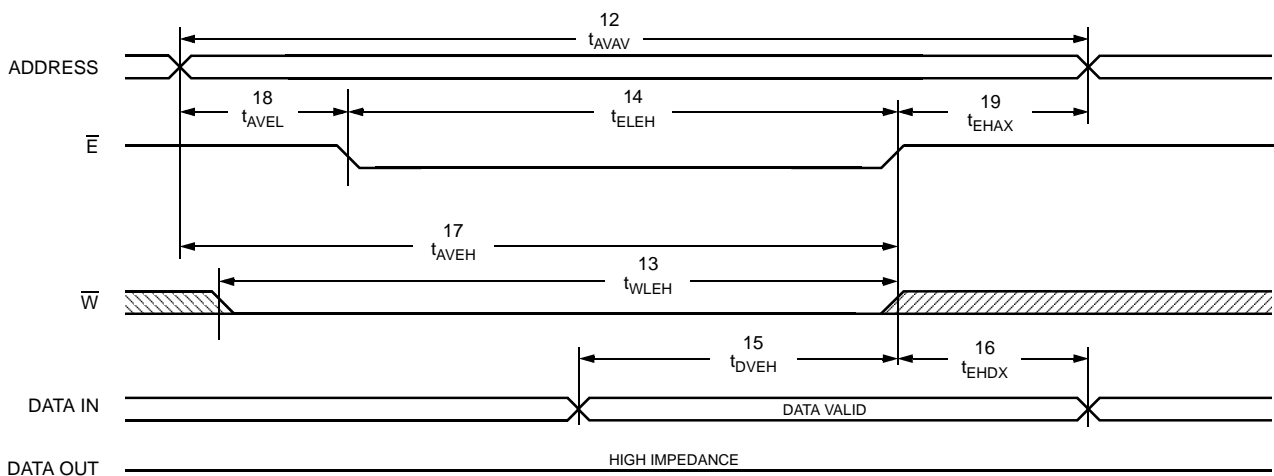 12
tAVAV
ADDRESS
18
tAVEL
14
tELEH
19
tEHAX
E
17
tAVEH
13
tWLEH
W
15
tDVEH
16
tEHDX
DATA IN
DATA VALID
DATA OUT
HIGH IMPEDANCE